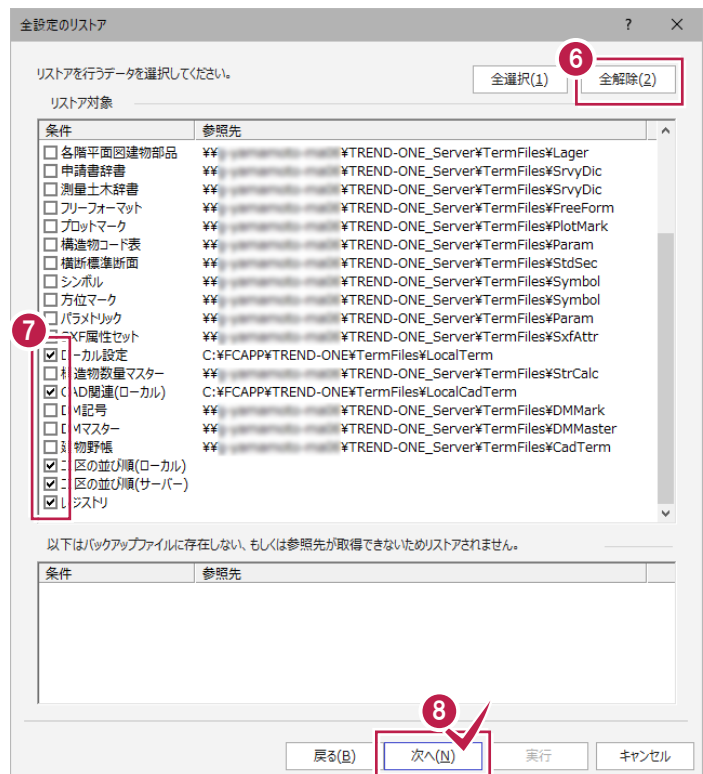 全設定のリストア ? ×
リストアを行うデータを選択してください。
6
全選択(1) 全解除(2)
リストア対象
条件 参照先
各階平面図建物部品 ¥¥ ¥TREND-ONE_Server¥TermFiles¥Lager
申請書辞書 ¥¥ ¥TREND-ONE_Server¥TermFiles¥SrvyDic
測量土木辞書 ¥¥ ¥TREND-ONE_Server¥TermFiles¥SrvyDic
フリーフォーマット ¥¥ ¥TREND-ONE_Server¥TermFiles¥FreeForm
プロットマーク ¥¥ ¥TREND-ONE_Server¥TermFiles¥PlotMark
構造物コード表 ¥¥ ¥TREND-ONE_Server¥TermFiles¥Param
横断標準断面 ¥¥ ¥TREND-ONE_Server¥TermFiles¥StdSec
シンボル ¥¥ ¥TREND-ONE_Server¥TermFiles¥Symbol
方位マーク ¥¥ ¥TREND-ONE_Server¥TermFiles¥Symbol
パラメトリック ¥¥ ¥TREND-ONE_Server¥TermFiles¥Param
7
SXF属性セット ¥¥ ¥TREND-ONE_Server¥TermFiles¥SxfAttr
ローカル設定 C:¥FCAPP¥TREND-ONE¥TermFiles¥LocalTerm
構造物数量マスター ¥¥ ¥TREND-ONE_Server¥TermFiles¥StrCalc
CAD関連(ローカル) C:¥FCAPP¥TREND-ONE¥TermFiles¥LocalCadTerm
DM記号 ¥¥ ¥TREND-ONE_Server¥TermFiles¥DMMark
DMマスター ¥¥ ¥TREND-ONE_Server¥TermFiles¥DMMaster
建物野帳 ¥¥ ¥TREND-ONE_Server¥TermFiles¥CadTerm
工区の並び順(ローカル)
工区の並び順(サーバー)
レジストリ
以下はバックアップファイルに存在しない、もしくは参照先が取得できないためリストアされません。
条件 参照先
8
戻る(B) 次へ(N) 実行 キャンセル